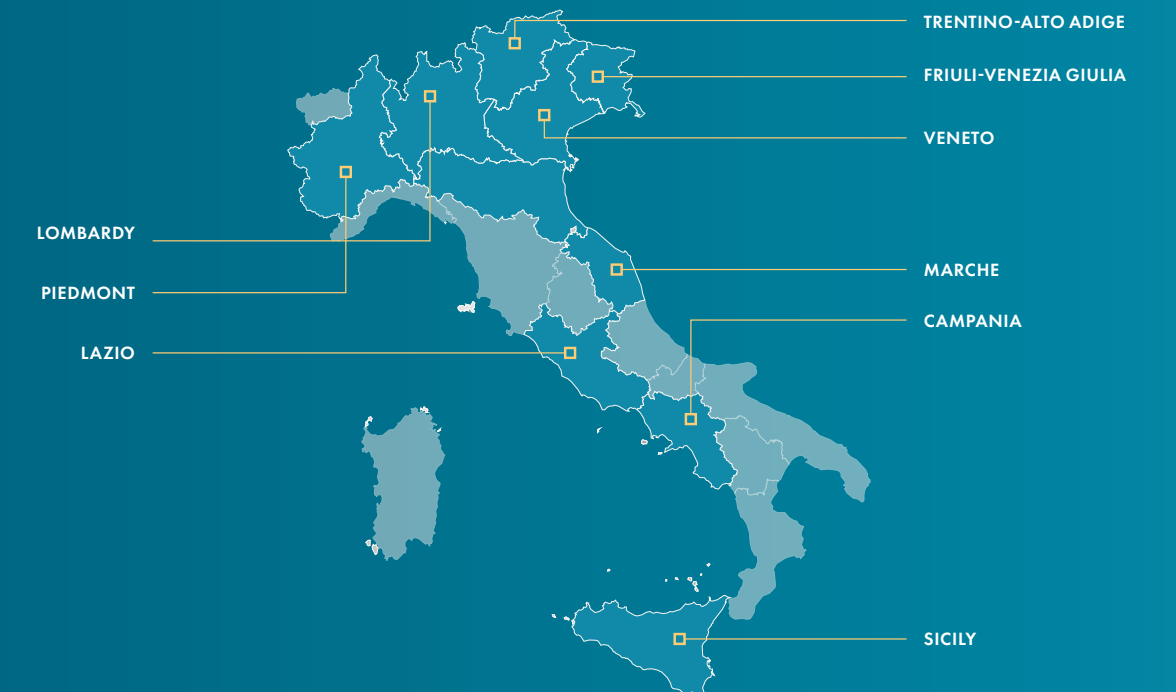 TRENTINO-ALTO ADIGE
FRIULI-VENEZIA GIULIA
VENETO
LOMBARDY
MARCHE
PIEDMONT
CAMPANIA
LAZIO
SICILY